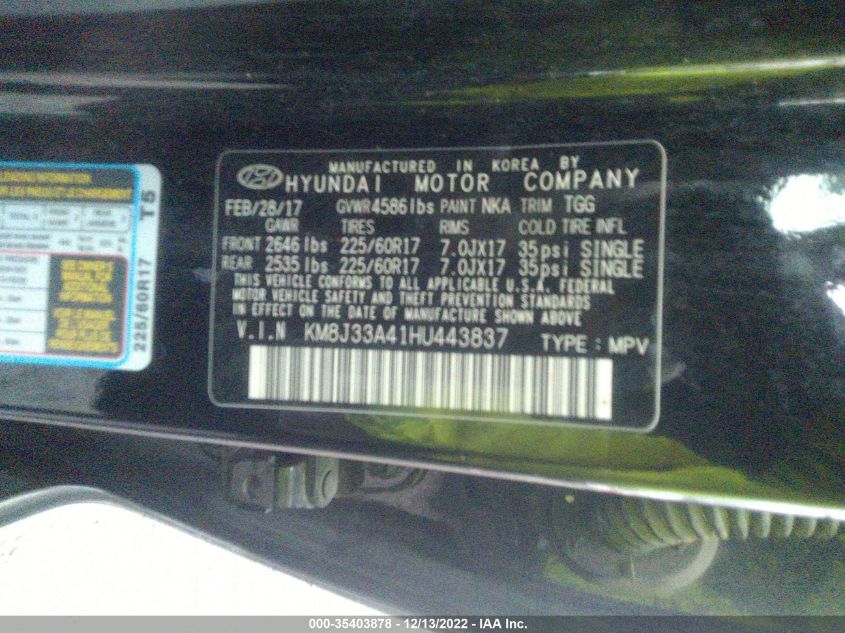 MANUFACTURED IN KOREA BY
HYUNDAI MOTOR COMPANY
FEB/28/17 GVWR 4586 lbs PAINT NKA TRIM TGG
GAWR TIRES RIMS COLD TIRE INFL
FRONT 2646 lbs 225/60R17 7.0JX17 35psi SINGLE
REAR 2535 lbs 225/60R17 7.0JX17 35psi SINGLE
THIS VEHICLE CONFORMS TO ALL APPLICABLE U.S.A. FEDERAL
MOTOR VEHICLE SAFETY AND THEFT PREVENTION STANDARDS
IN EFFECT ON THE DATE OF MANUFACTURE SHOWN ABOVE
V.I.N KM8J33A41HU443837 TYPE : MPV
225/60R17 T5
000-35403878 - 12/13/2022 - IAA Inc.